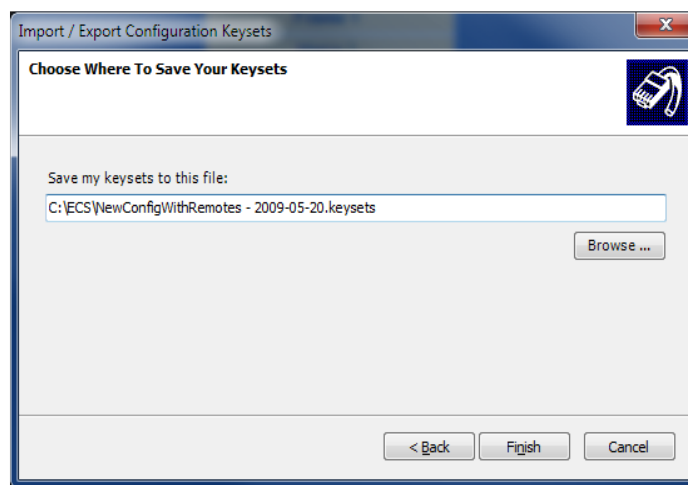 Import / Export Configuration Keysets
Choose Where To Save Your Keysets
Save my keysets to this file:
C:\ECS\NewConfigWithRemotes - 2009-05-20.keysets
Browse ...
< Back Finish Cancel